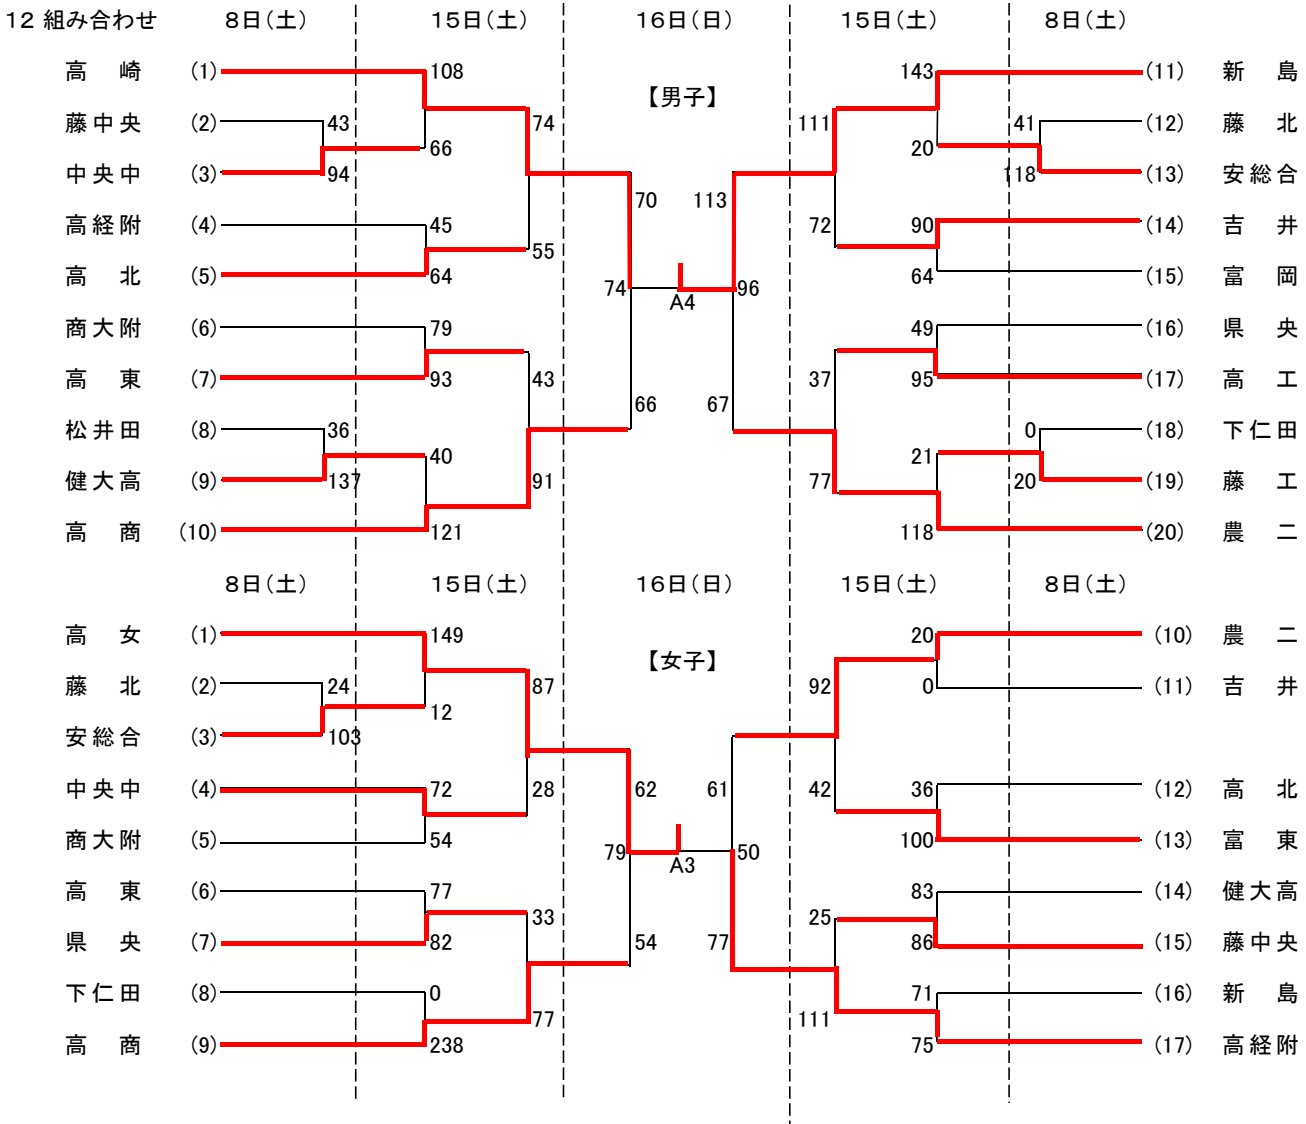 12 組み合わせ 8日(土) 15日(土) 16日(日) 15日(土) 8日(土)
高 崎 (1) 108 143 (11) 新 島
【男子】
藤中央 (2) 43 74 111 41 (12) 藤 北
66 20
中央中 (3) 94 118 (13) 安総合
70 113
高経附 (4) 45 72 90 (14) 吉 井
55
高 北 (5) 64 64 (15) 富 岡
74 96
A4
商大附 (6) 79 49 (16) 県 央
高 東 (7) 93 43 37 95 (17) 高 工
66 67
松井田 (8) 36 0 (18) 下仁田
40 21
健大高 (9) 137 91 77 20 (19) 藤 工
高 商 (10) 121 118 (20) 農 二
8日(土) 15日(土) 16日(日) 15日(土) 8日(土)
高 女 (1) 149 20 (10) 農 二
【女子】
藤 北 (2) 24 87 92 0 (11) 吉 井
12
安総合 (3) 103
中央中 (4) 72 28 62 61 42 36 (12) 高 北
商大附 (5) 54 100 (13) 富 東
79 50
A3
高 東 (6) 77 83 (14) 健大高
33 25
県 央 (7) 82 54 77 86 (15) 藤中央
下仁田 (8) 0 71 (16) 新 島
77 111
高 商 (9) 238 75 (17) 高経附